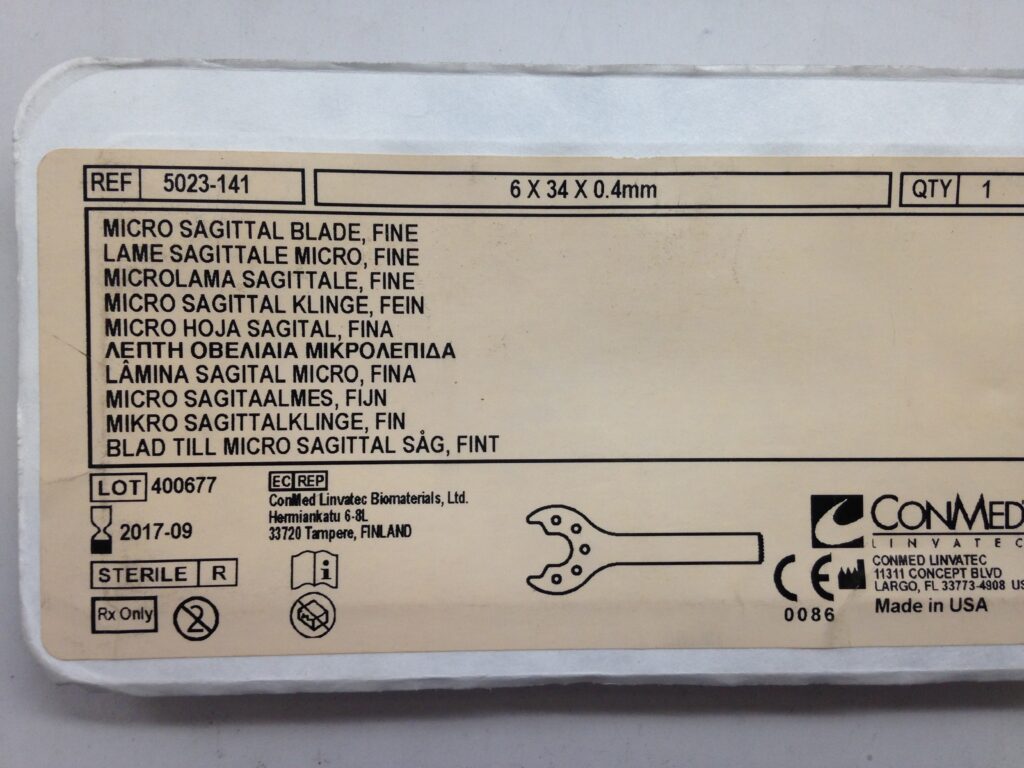 REF 5023-141 6 X 34 X 0.4mm QTY 1
MICRO SAGITTAL BLADE, FINE
LAME SAGITTALE MICRO, FINE
MICROLAMA SAGITTALE, FINE
MICRO SAGITTAL KLINGE, FEIN
MICRO HOJA SAGITAL, FINA
ΛΕΠΤΗ ΟΒΕΛΙΑΙΑ ΜΙΚΡΟΛΕΠΙΔΑ
LÂMINA SAGITAL MICRO, FINA
MICRO SAGITAALMES, FIJN
MIKRO SAGITTALKLINGE, FIN
BLAD TILL MICRO SAGITTAL SÅG, FINT
LOT 400677
2017-09
STERILE R
Rx Only
2
EC REP
ConMed Linvatec Biomaterials, Ltd.
Hermiankatu 6-8L
33720 Tampere, FINLAND
i
CE
0086
CONMED
LINVATEC
CONMED LINVATEC
11311 CONCEPT BLVD
LARGO, FL 33773-4908 US
Made in USA